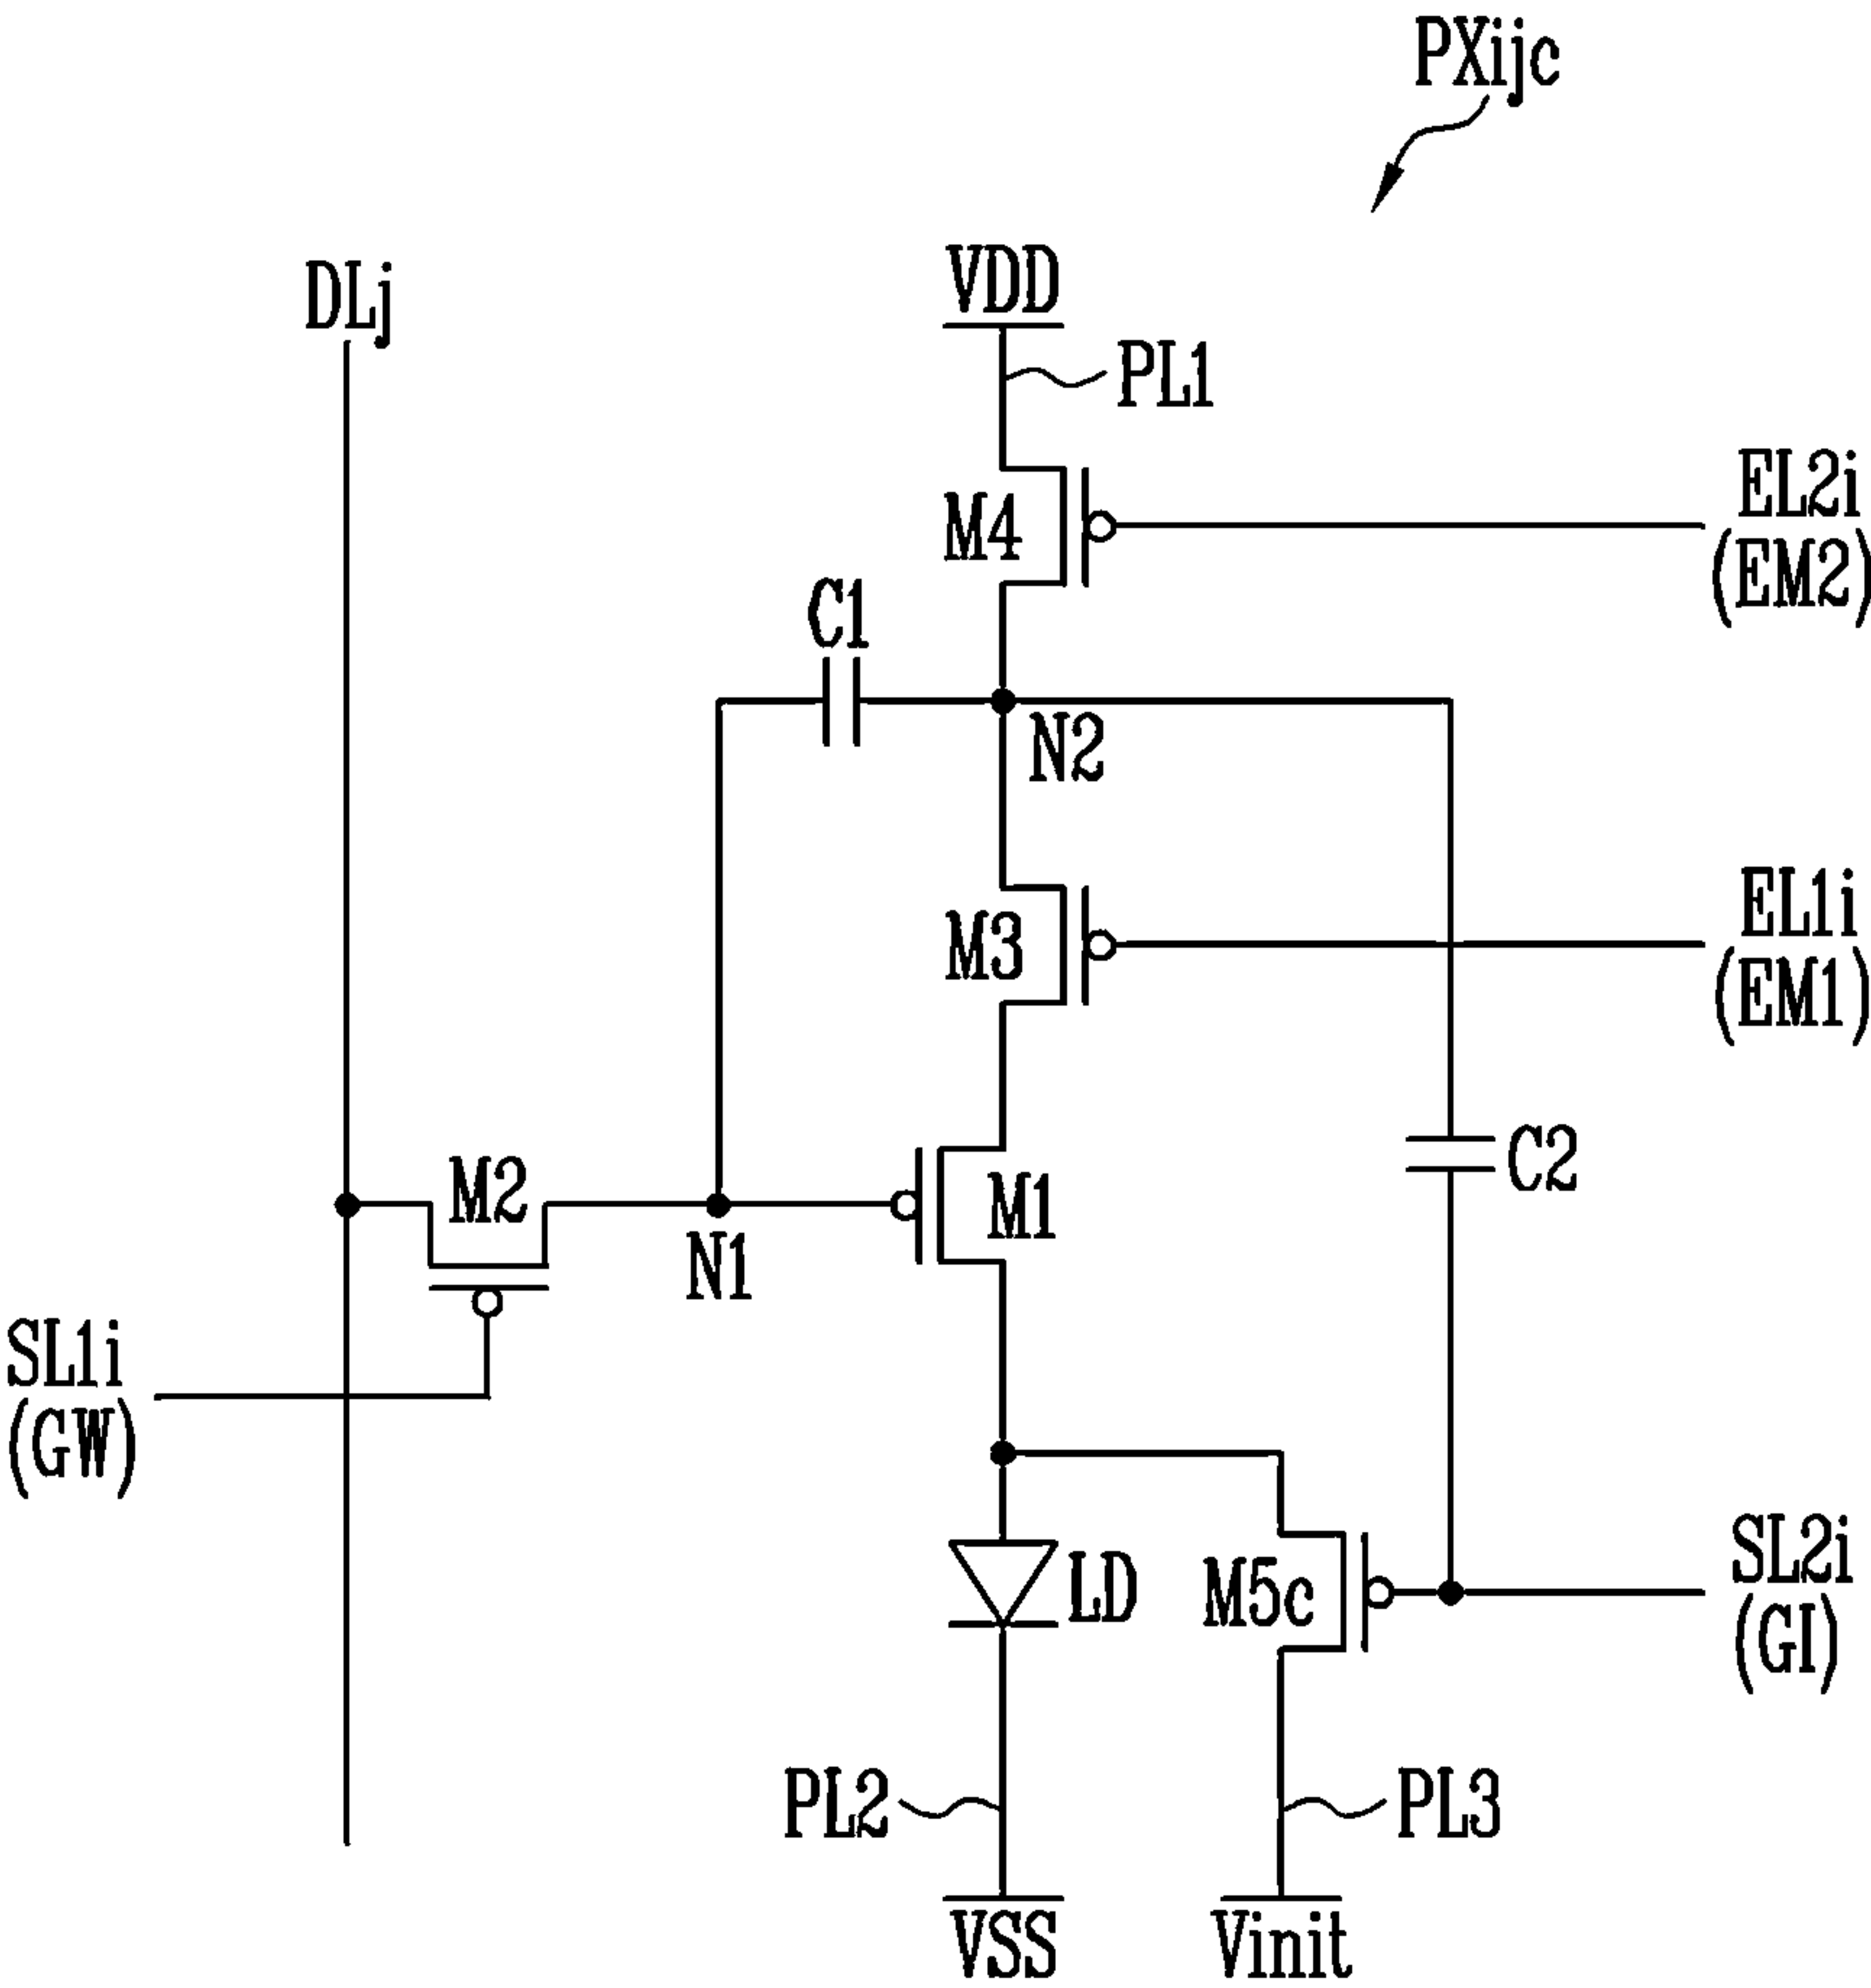 PXijc
DLj
VDD
PL1
EL2i
(EM2)
M4
C1
N2
EL1i
(EM1)
M3
C2
M2
M1
N1
SL1i
(GW)
SL2i
(GI)
LD
M5c
PL2
PL3
VSS
Vinit